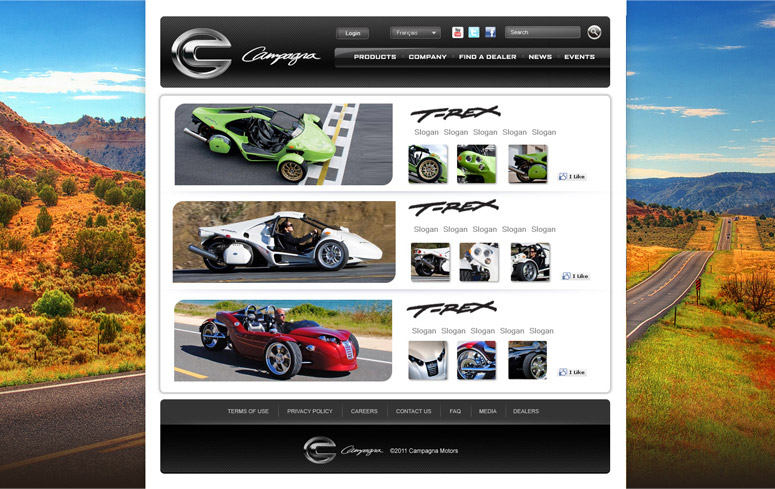 Login
Français
You Tube
Search
Campagna
PRODUCTS COMPANY FIND A DEALER NEWS EVENTS
T-REX
Slogan Slogan Slogan Slogan Slogan
I Like
T-REX
Slogan Slogan Slogan Slogan Slogan
I Like
T-REX
Slogan Slogan Slogan Slogan Slogan
I Like
TERMS OF USE PRIVACY POLICY CAREERS CONTACT US FAQ MEDIA DEALERS
Campagna ©2011 Campagna Motors